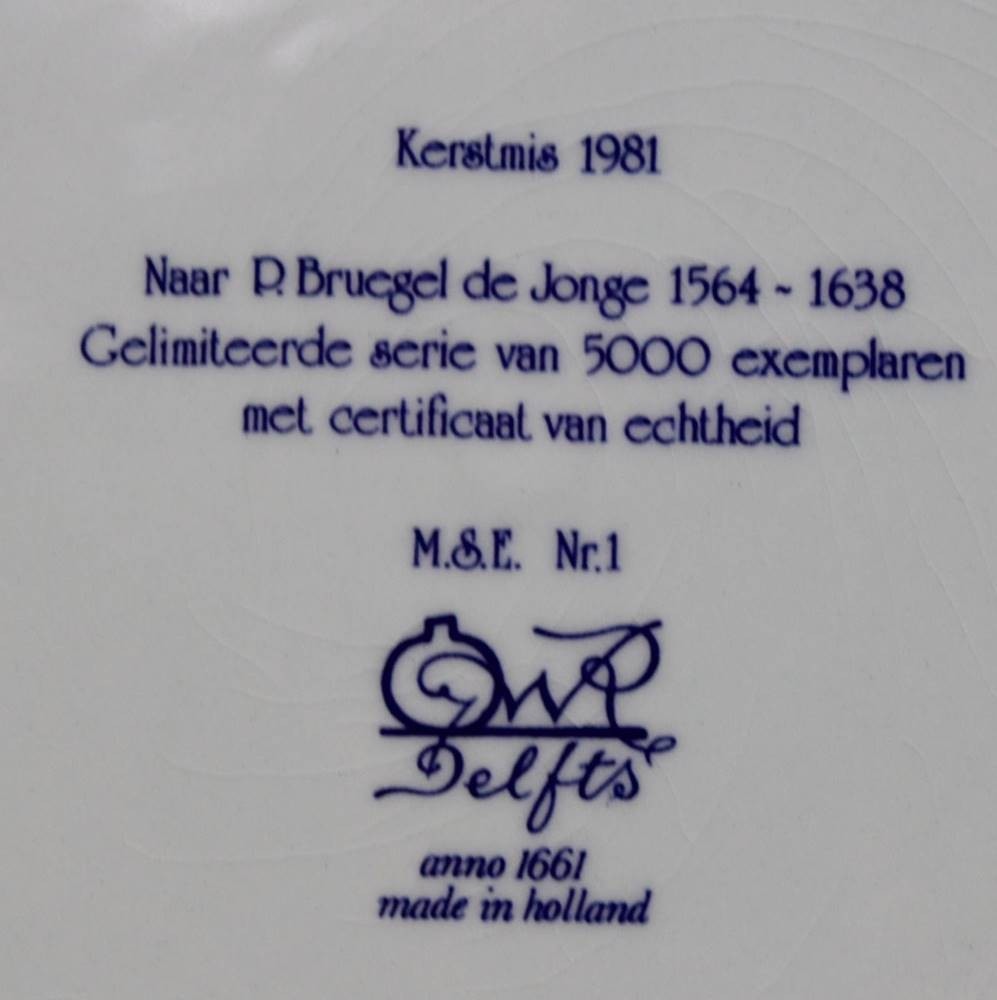 Kerstmis 1981
Naar P. Bruegel de Jonge 1564 ~ 1638
Gelimiteerde serie van 5000 exemplaren
met certificaat van echtheid
M.S.E. Nr.1
Delfts
anno 1661
made in holland